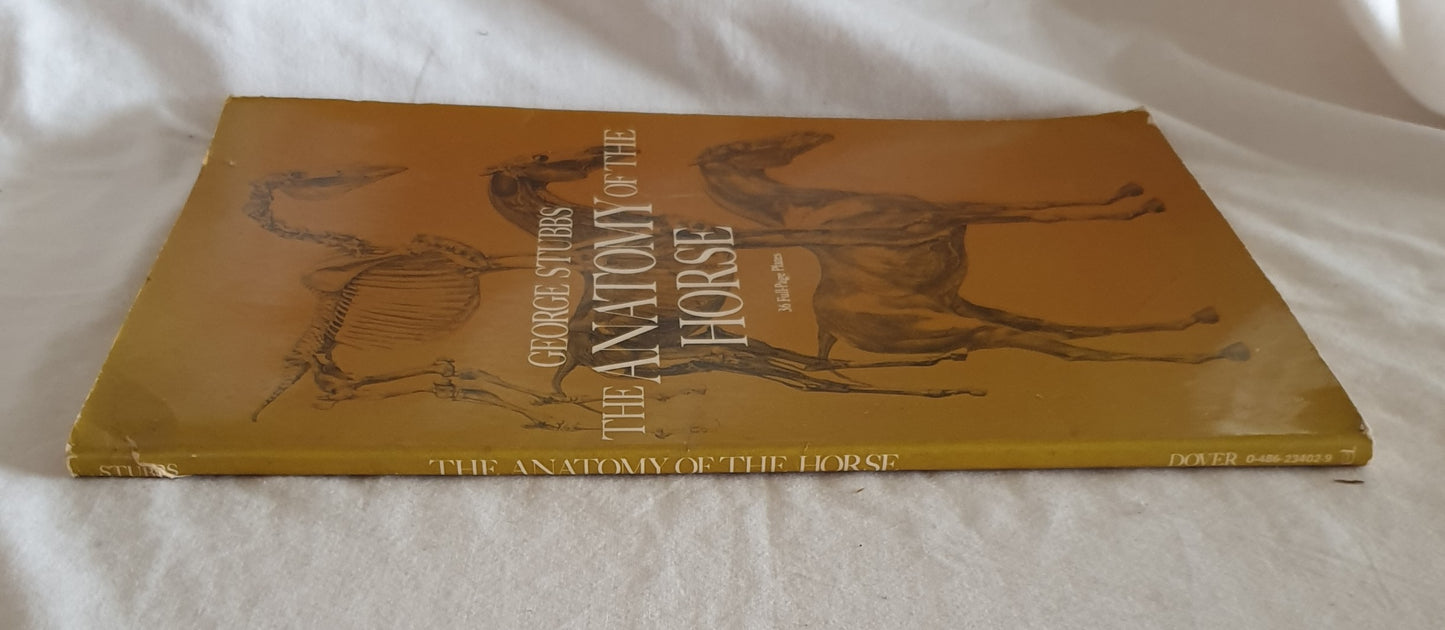 GEORGE STUBBS
THE ANATOMY OF THE
HORSE
36 Full-Page Plates
STUBBS THE ANATOMY OF THE HORSE DOVER 0-486-23402-9